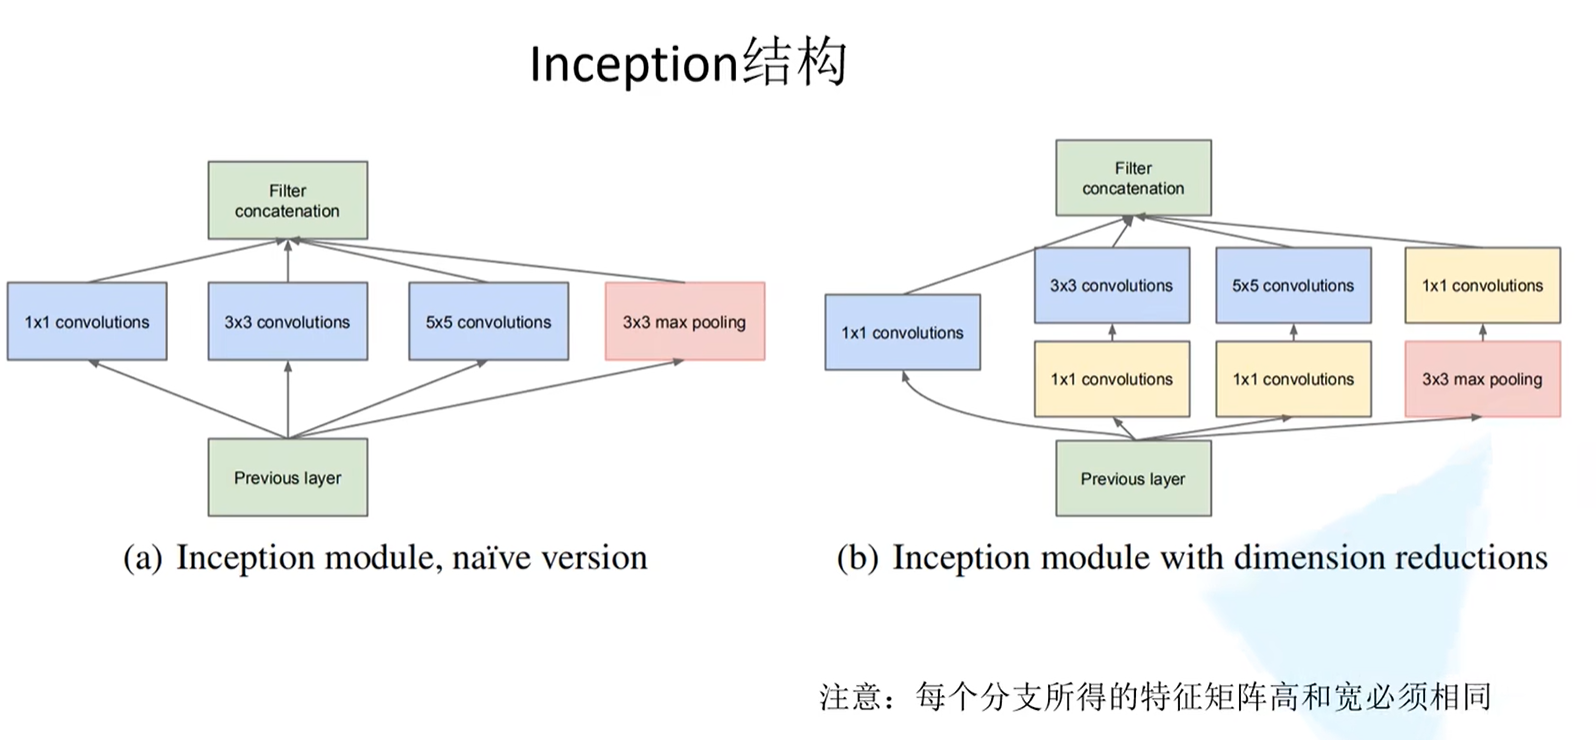 Inception结构
Filter
concatenation
1x1 convolutions
3x3 convolutions
5x5 convolutions
3x3 max pooling
Previous layer
(a) Inception module, naïve version
Filter
concatenation
1x1 convolutions
3x3 convolutions
5x5 convolutions
1x1 convolutions
1x1 convolutions
1x1 convolutions
3x3 max pooling
Previous layer
(b) Inception module with dimension reductions
注意：每个分支所得的特征矩阵高和宽必须相同